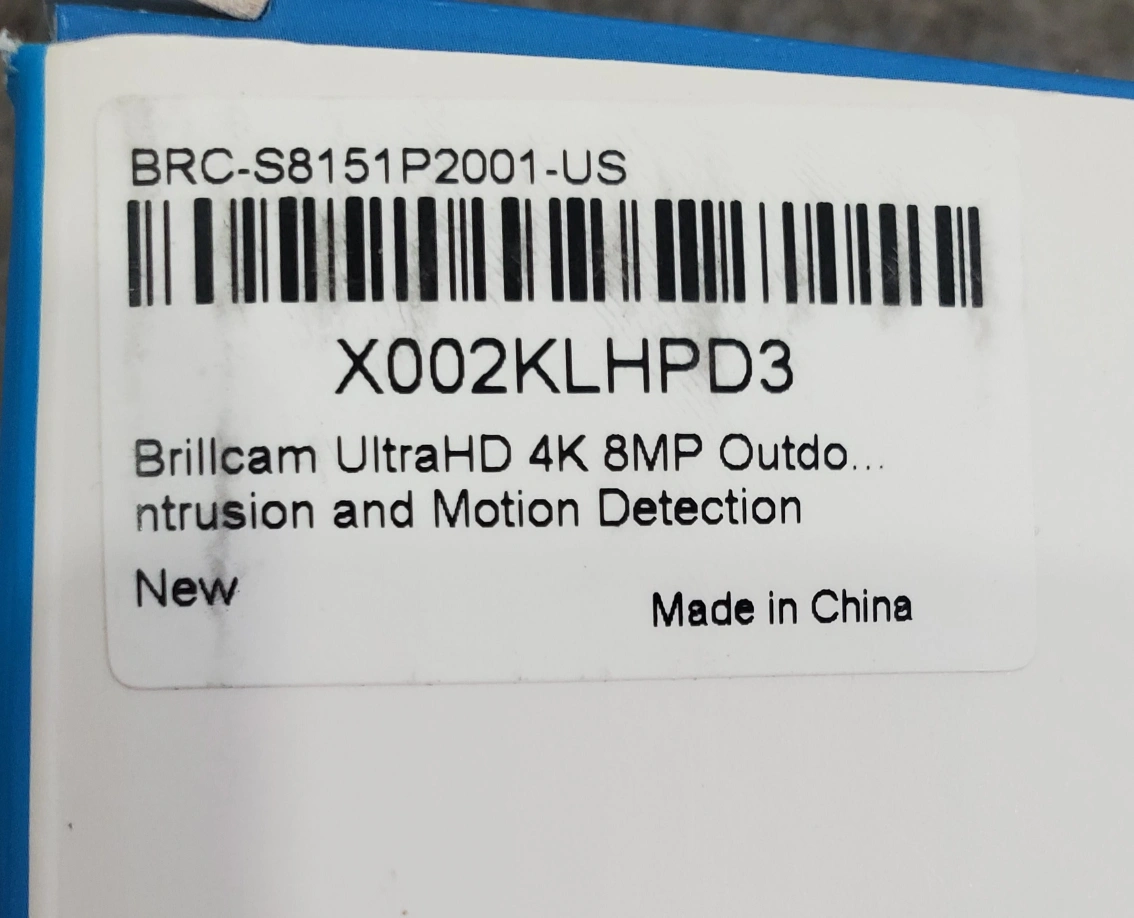 BRC-S8151P2001-US
X002KLHPD3
Brillcam UltraHD 4K 8MP Outdo...
ntrusion and Motion Detection
New
Made in China